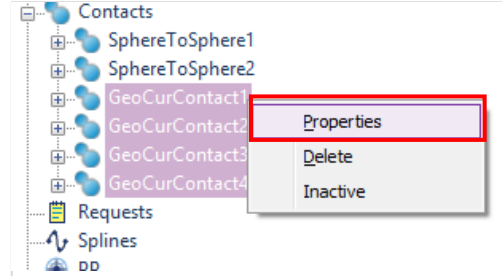 Contacts
SphereToSphere1
SphereToSphere2
GeoCurContact1
GeoCurContact2
GeoCurContact3
GeoCurContact4
Properties
Delete
Inactive
Requests
Splines